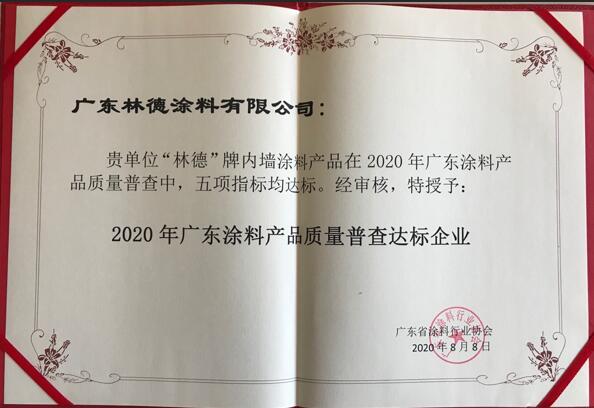 广东林德涂料有限公司：
贵单位“林德”牌内墙涂料产品在2020年广东涂料产
品质量普查中，五项指标均达标。经审核，特授予：
2020年广东涂料产品质量普查达标企业
广东省涂料行业协会
2020年8月8日